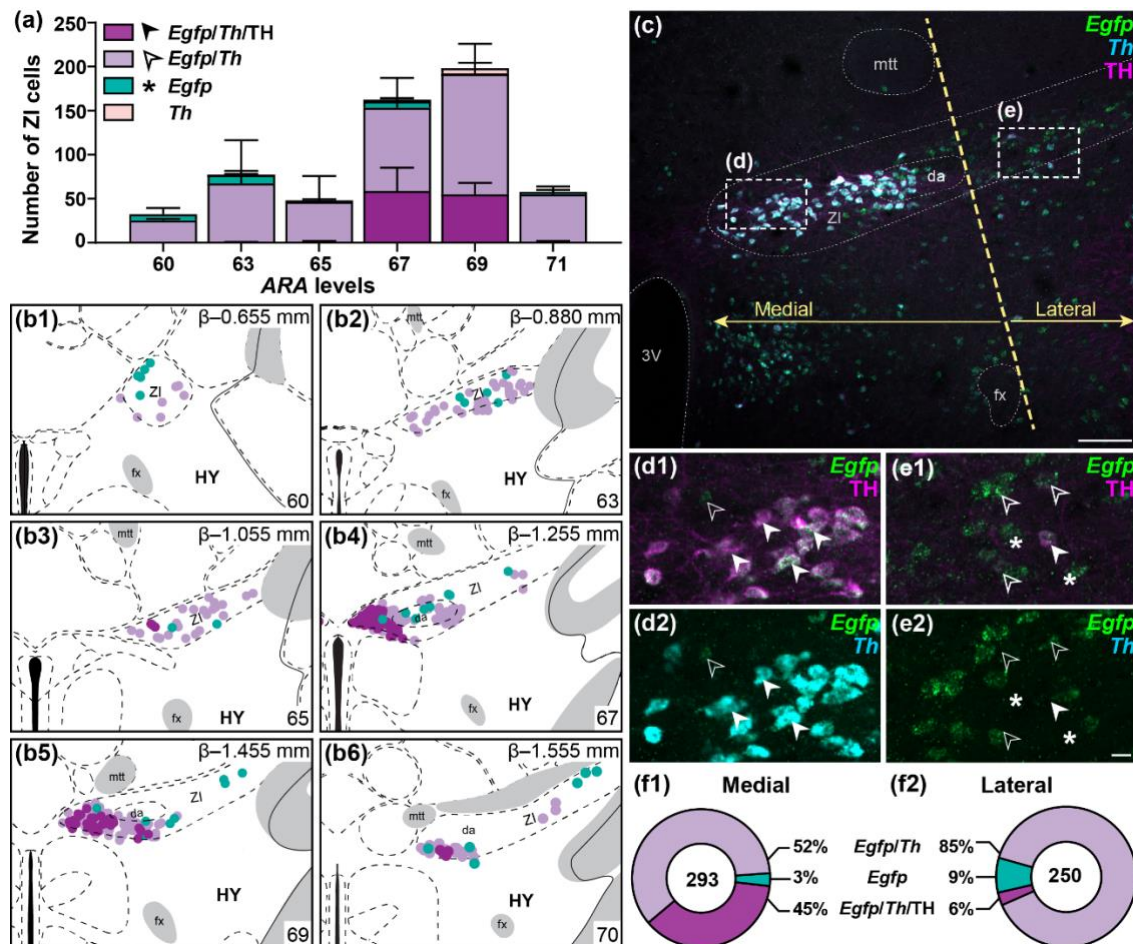 (a)
250
200
150
100
50
0
Number of ZI cells
Egfp/Th/TH
Egfp/Th
* Egfp
Th
60 63 65 67 69 71
ARA levels
(b1) β–0.655 mm
ZI
fx
HY
60
(b2) β–0.880 mm
mtt
ZI
fx
HY
63
(b3) β–1.055 mm
mtt
ZI
fx
HY
65
(b4) β–1.255 mm
mtt
ZI
da
fx
HY
67
(b5) β–1.455 mm
mtt
ZI
da
fx
HY
69
(b6) β–1.555 mm
mtt
da
ZI
fx
HY
70
(c)
Egfp
Th
TH
mtt
(e)
(d)
da
ZI
Medial
Lateral
3V
fx
(d1) Egfp
TH
(e1) Egfp
TH
*
*
(d2) Egfp
Th
(e2) Egfp
Th
*
*
(f1) Medial
(f2) Lateral
293
52% Egfp/Th 85%
3% Egfp 9%
45% Egfp/Th/TH 6%
250